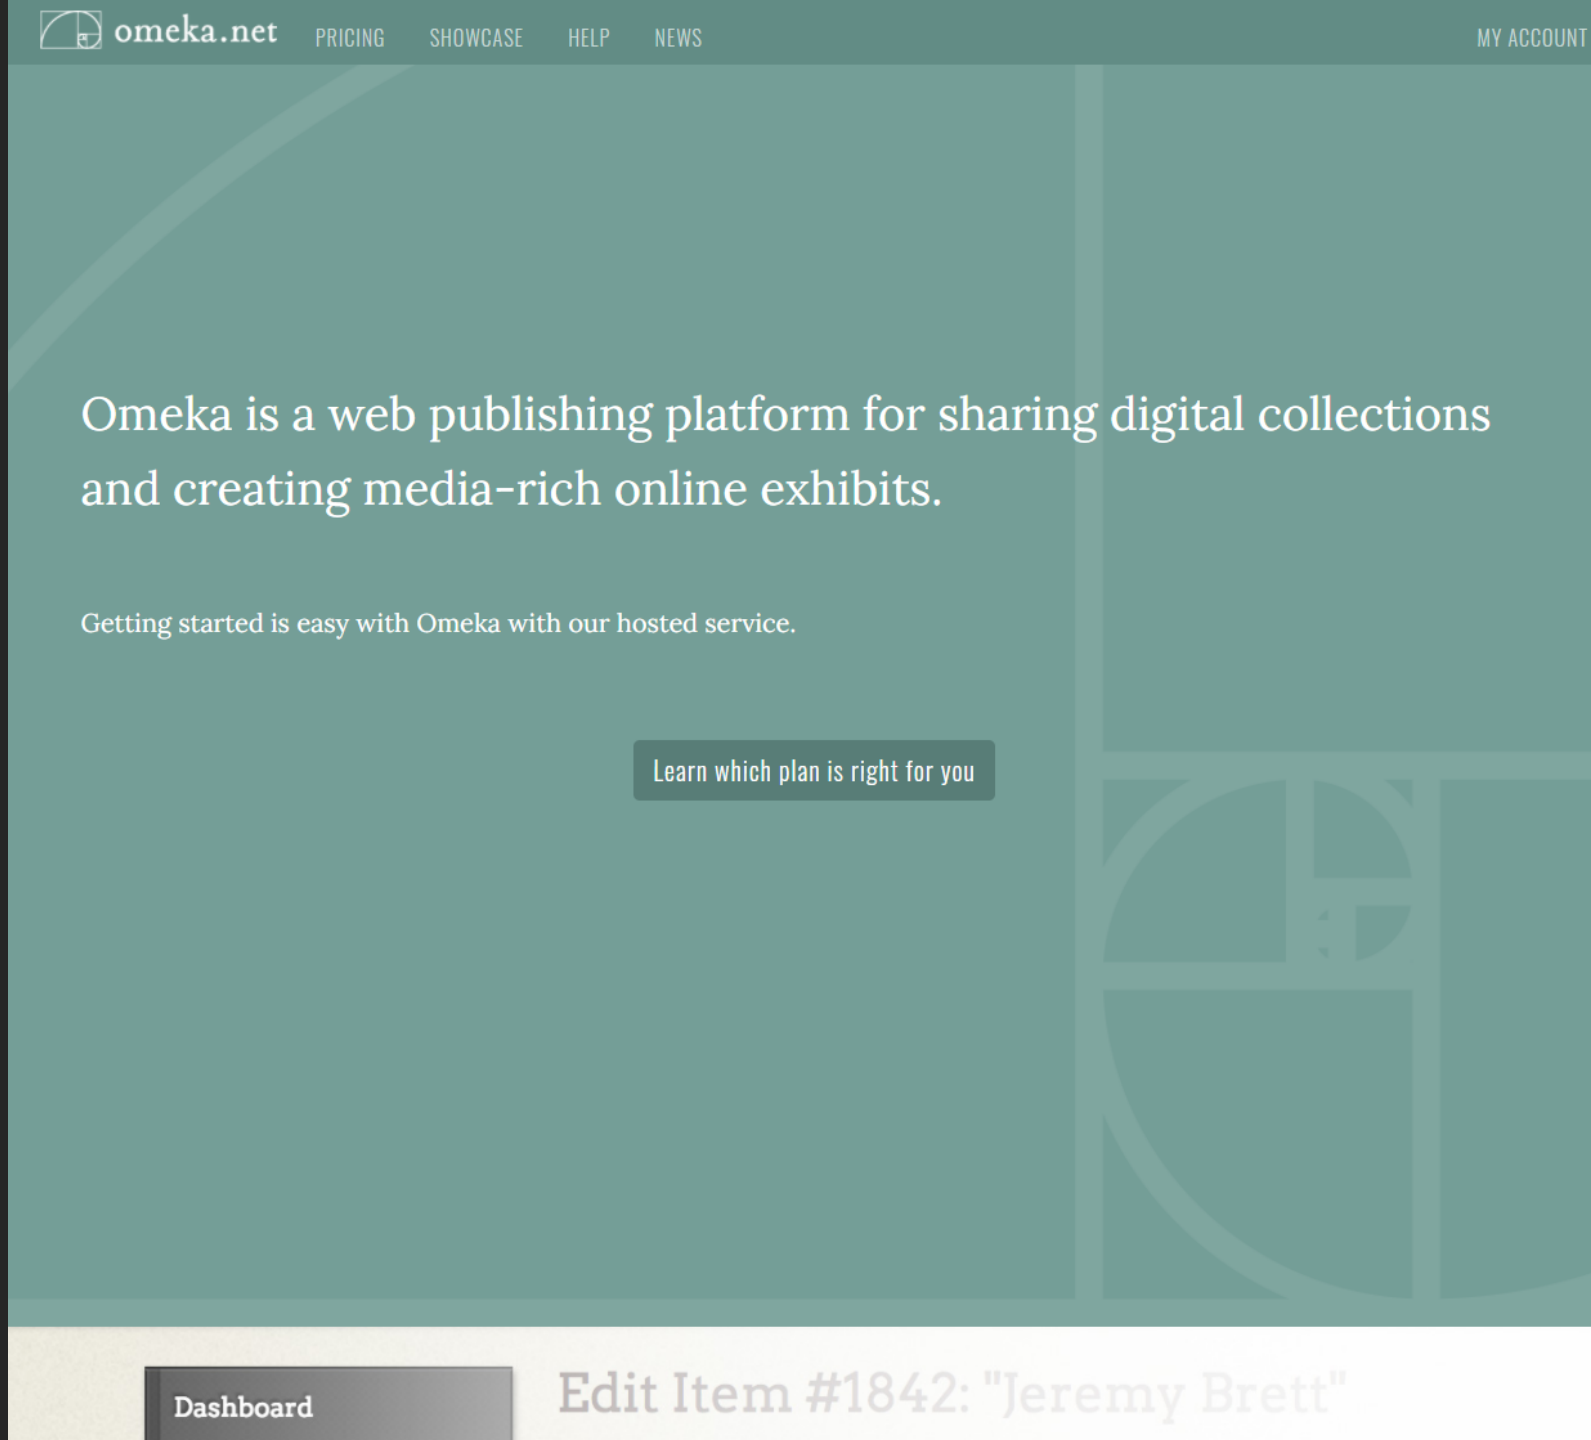 omeka.net PRICING SHOWCASE HELP NEWS MY ACCOUNT
Omeka is a web publishing platform for sharing digital collections
and creating media-rich online exhibits.
Getting started is easy with Omeka with our hosted service.
Learn which plan is right for you
Dashboard
Edit Item #1842: "Jeremy Brett"